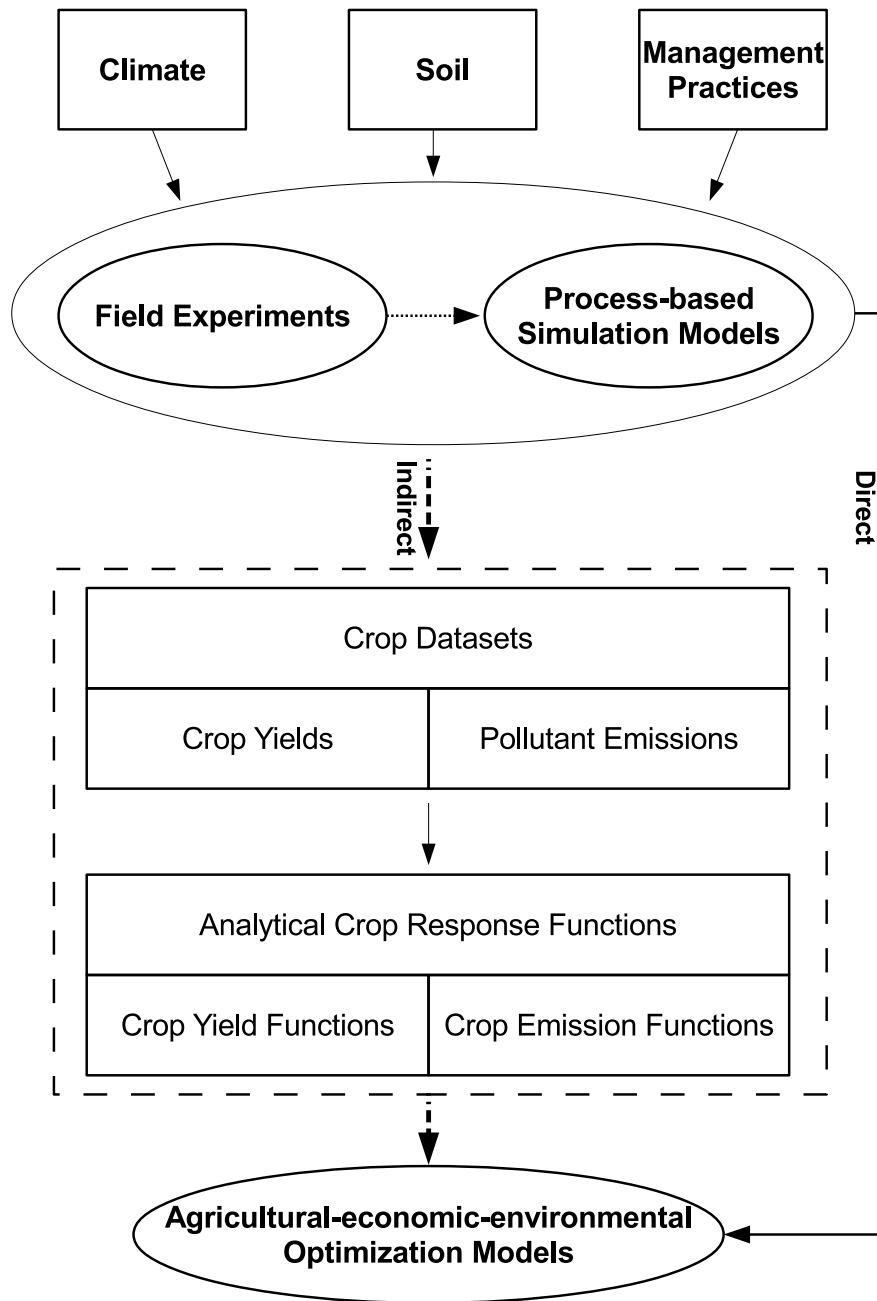 Climate
Soil
Management
Practices
Field Experiments
Process-based
Simulation Models
Indirect
Direct
Crop Datasets
Crop Yields
Pollutant Emissions
Analytical Crop Response Functions
Crop Yield Functions
Crop Emission Functions
Agricultural-economic-environmental
Optimization Models